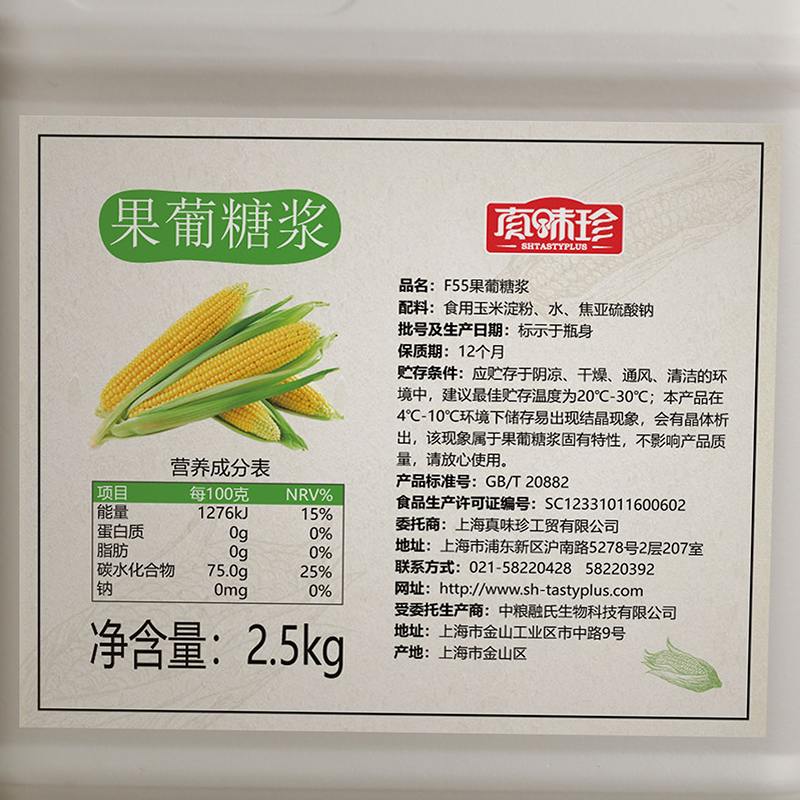 果葡糖浆
营养成分表
项目 每100克 NRV%
能量 1276kJ 15%
蛋白质 0g 0%
脂肪 0g 0%
碳水化合物 75.0g 25%
钠 0mg 0%
净含量：2.5kg
真味珍
SHTASTYPLUS
品名：F55果葡糖浆
配料：食用玉米淀粉、水、焦亚硫酸钠
批号及生产日期：标示于瓶身
保质期：12个月
贮存条件：应贮存于阴凉、干燥、通风、清洁的环
境中，建议最佳贮存温度为20℃-30℃；本产品在
4℃-10℃环境下储存易出现结晶现象，会有晶体析
出，该现象属于果葡糖浆固有特性，不影响产品质
量，请放心使用。
产品标准号：GB/T 20882
食品生产许可证编号：SC12331011600602
委托商：上海真味珍工贸有限公司
地址：上海市浦东新区沪南路5278号2层207室
联系方式：021-58220428 58220392
网址：http://www.sh-tastyplus.com
受委托生产商：中粮融氏生物科技有限公司
地址：上海市金山工业区市中路9号
产地：上海市金山区